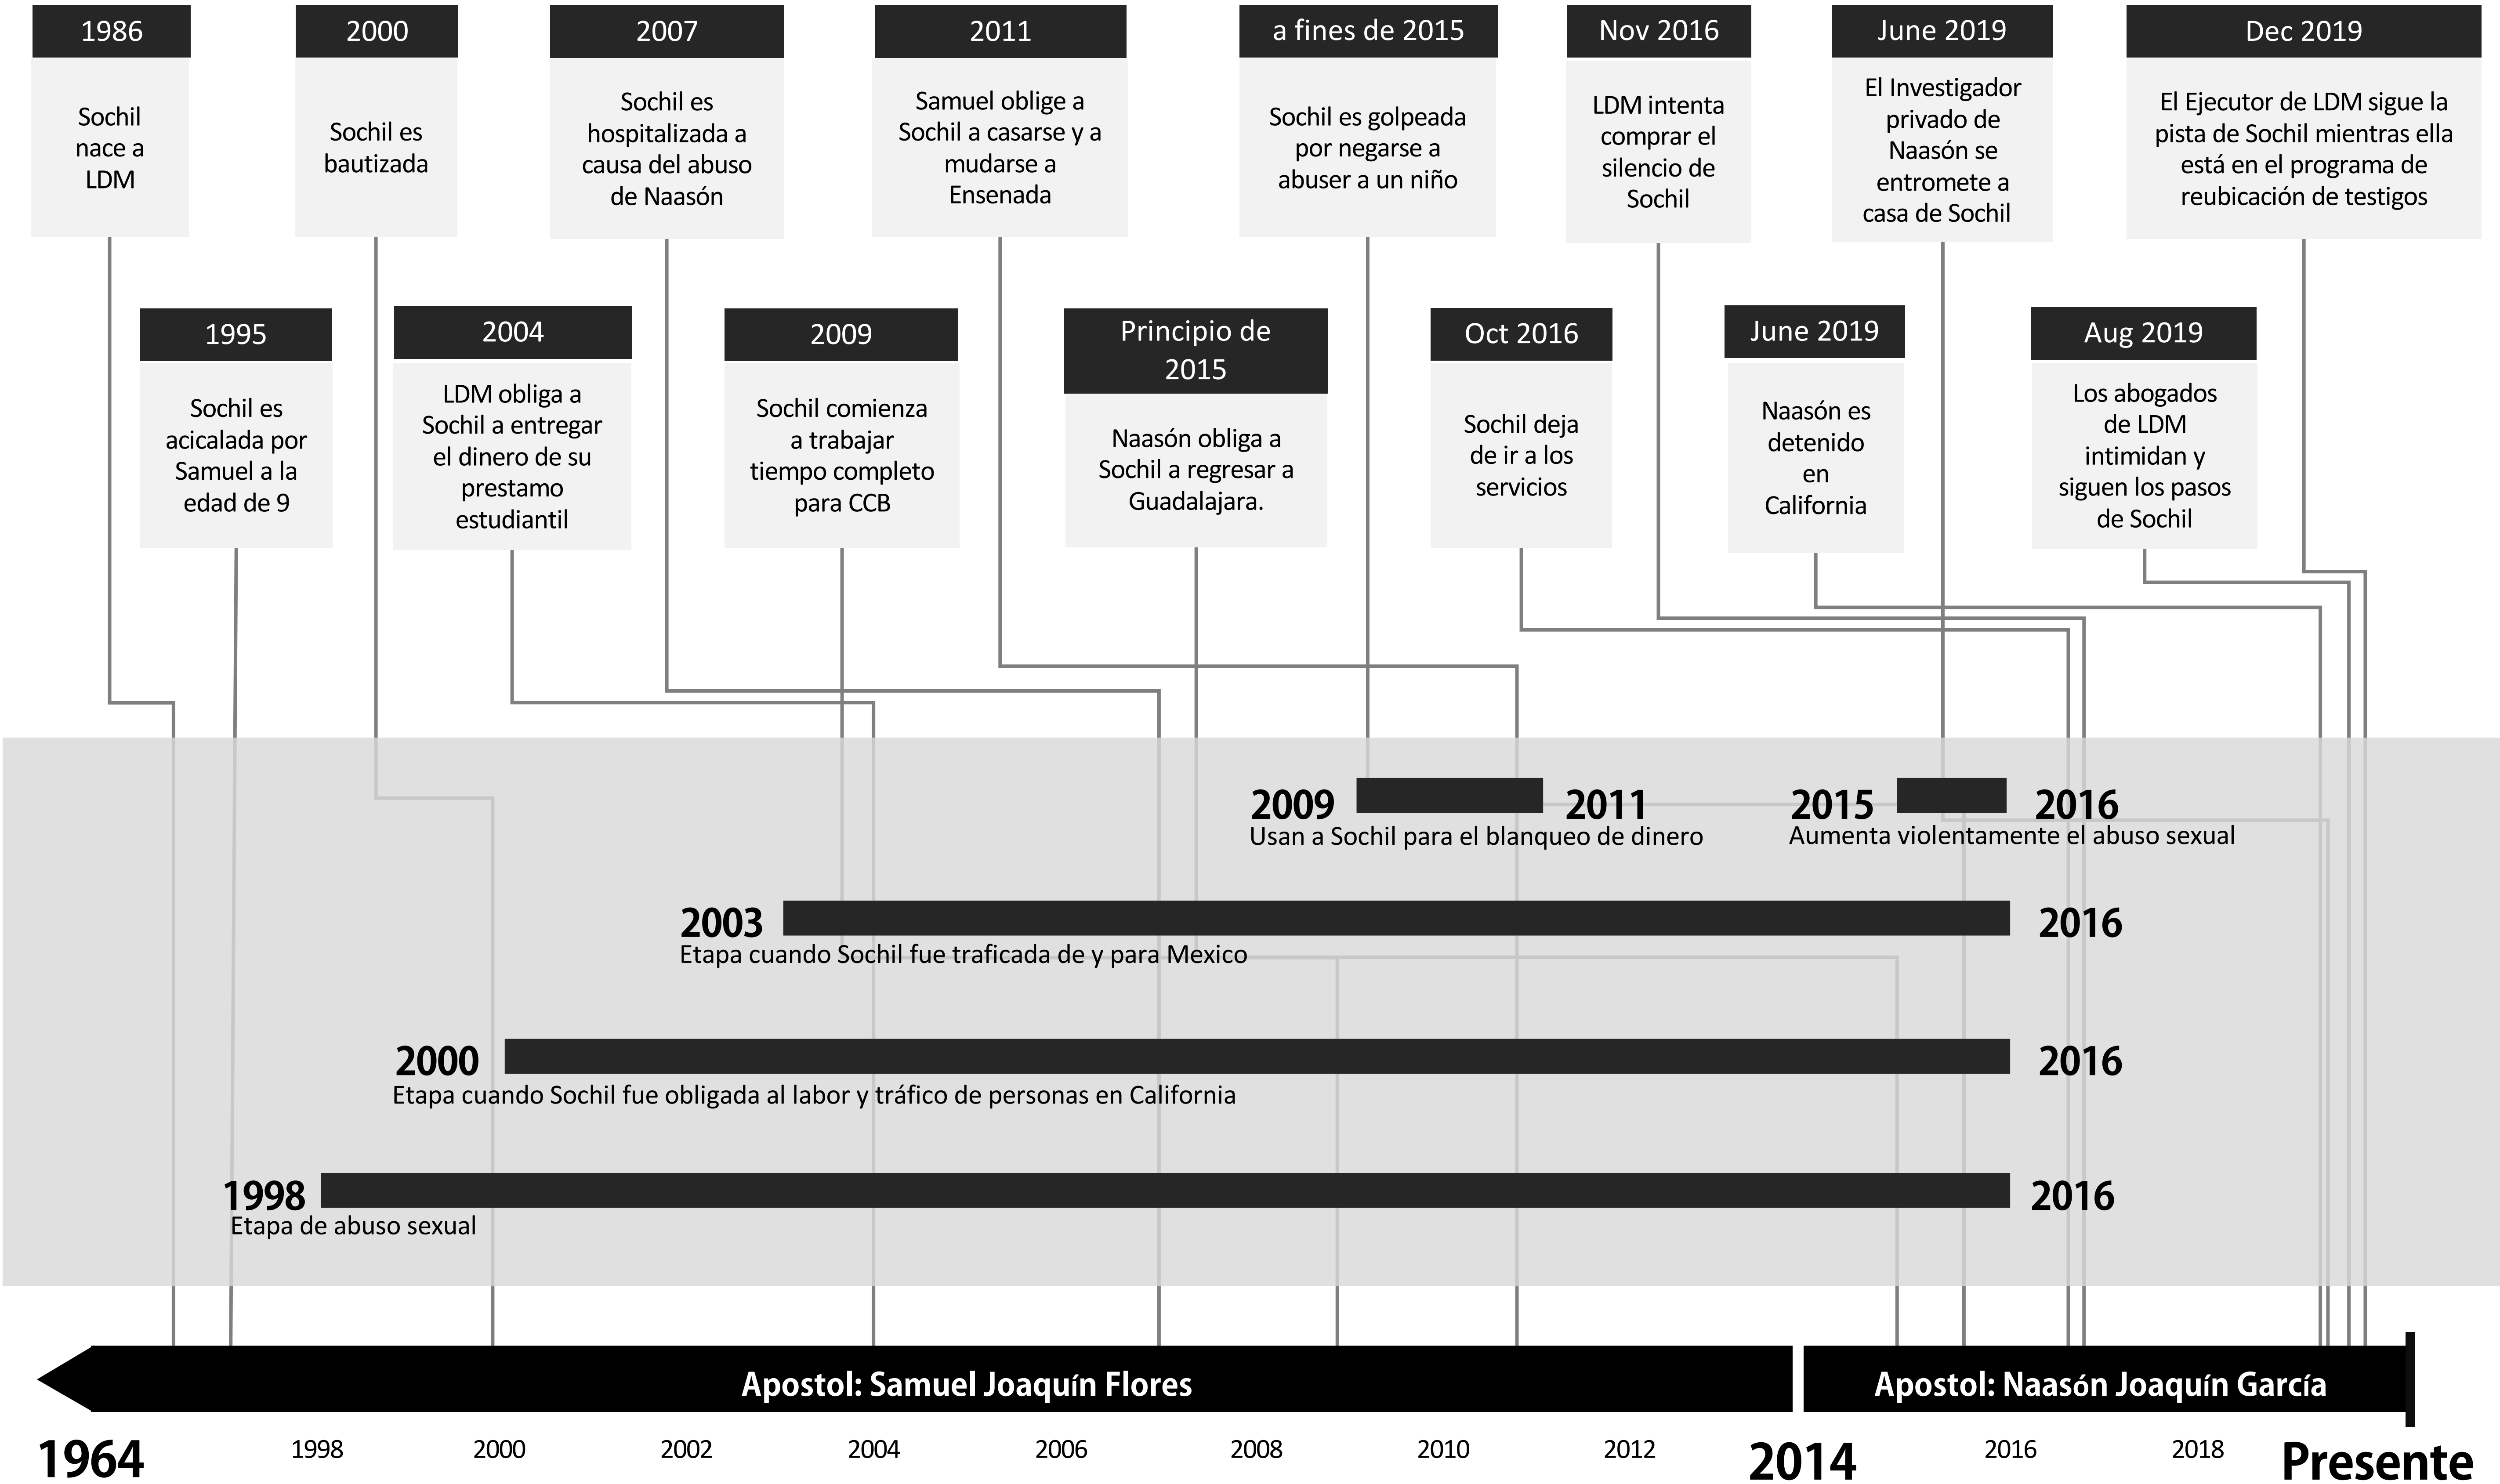 1986
Sochil
nace a
LDM
2000
Sochil es
bautizada
2007
Sochil es
hospitalizada a
causa del abuso
de Naasón
2011
Samuel oblige a
Sochil a casarse y a
mudarse a
Ensenada
a fines de 2015
Sochil es golpeada
por negarse a
abuser a un niño
Nov 2016
LDM intenta
comprar el
silencio de
Sochil
June 2019
El Investigador
privado de
Naasón se
entromete a
casa de Sochil
Dec 2019
El Ejecutor de LDM sigue la
pista de Sochil mientras ella
está en el programa de
reubicación de testigos
1995
Sochil es
acicalada por
Samuel a la
edad de 9
2004
LDM obliga a
Sochil a entregar
el dinero de su
prestamo
estudiantil
2009
Sochil comienza
a trabajar
tiempo completo
para CCB
Principio de
2015
Naasón obliga a
Sochil a regresar a
Guadalajara.
Oct 2016
Sochil deja
de ir a los
servicios
June 2019
Naasón es
detenido
en
California
Aug 2019
Los abogados
de LDM
intimidan y
siguen los pasos
de Sochil
2009 2011
Usan a Sochil para el blanqueo de dinero
2015 2016
Aumenta violentamente el abuso sexual
2003 2016
Etapa cuando Sochil fue traficada de y para Mexico
2000 2016
Etapa cuando Sochil fue obligada al labor y tráfico de personas en California
1998 2016
Etapa de abuso sexual
Apostol: Samuel Joaquín Flores
Apostol: Naasón Joaquín García
1964 1998 2000 2002 2004 2006 2008 2010 2012 2014 2016 2018 Presente